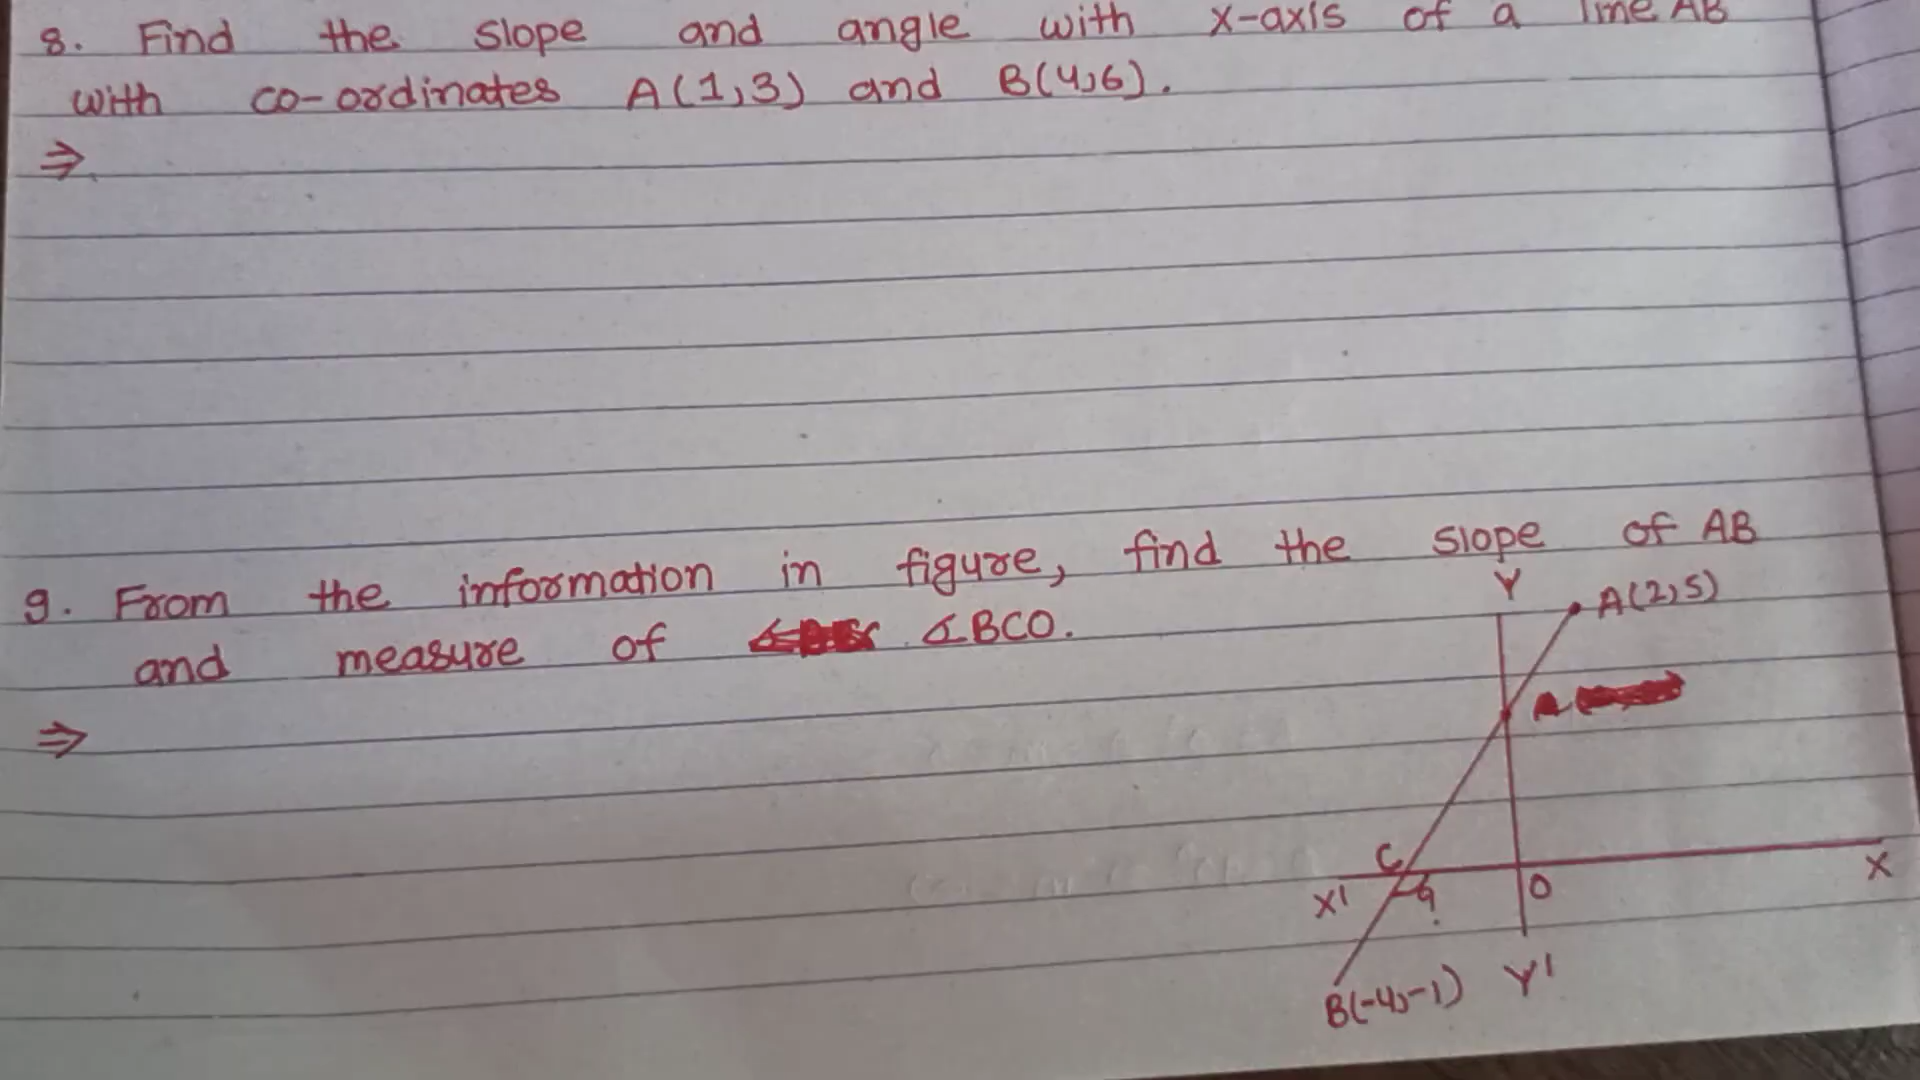 8. Find the slope and angle with x-axis of a line AB
with co-ordinates A(1,3) and B(4,6).
⇒
9. From the information in figure, find the slope of AB
and measure of ∡BCO.
⇒
Y
A(2,5)
A
C
X'
O
X
B(-4,-1)
Y'